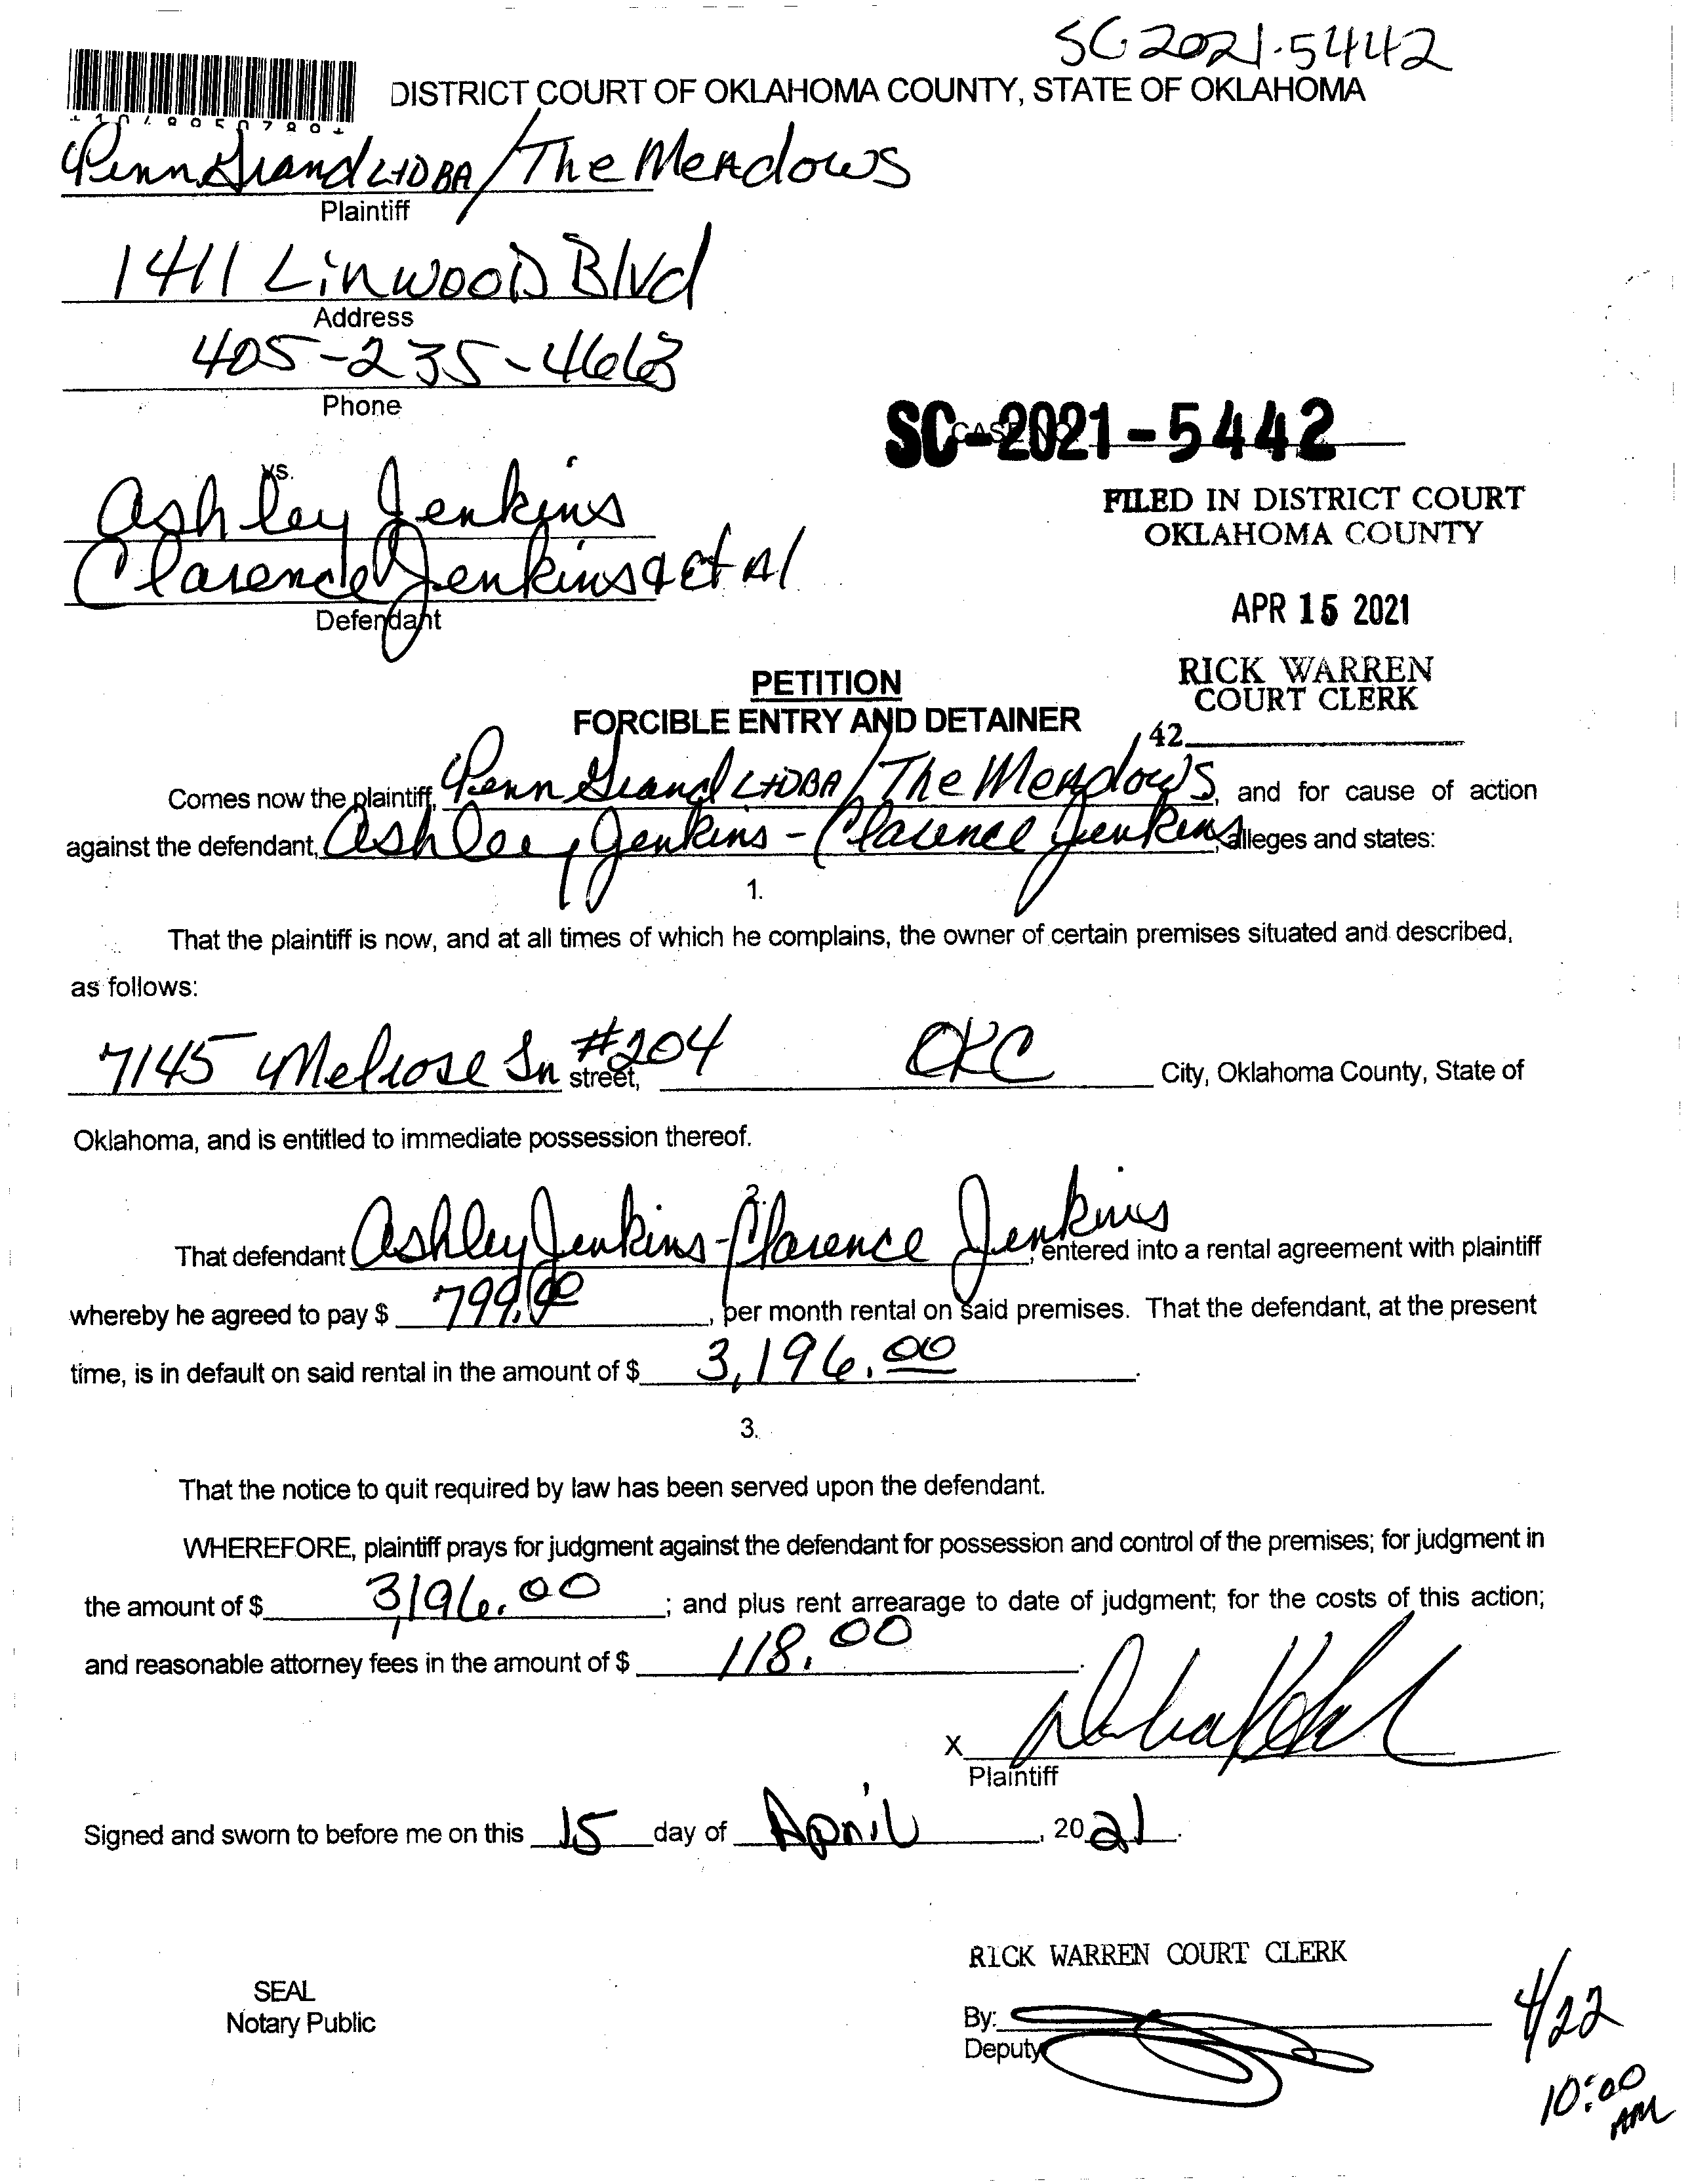 SC 2021-5442
DISTRICT COURT OF OKLAHOMA COUNTY, STATE OF OKLAHOMA
Penn Grand LtDBA/The Meadows
Plaintiff
1411 Linwood Blvd
Address
405-235-4663
Phone
CASE NO.
SC-2021-5442
vs.
FILED IN DISTRICT COURT
OKLAHOMA COUNTY
Ashley Jenkins
Clarence Jenkins & et Al
Defendant
APR 15 2021
RICK WARREN
COURT CLERK
42
PETITION
FORCIBLE ENTRY AND DETAINER
Comes now the plaintiff, Penn Grand LtDBA/The Meadows, and for cause of action
against the defendant, Ashley Jenkins - Clarence Jenkins, alleges and states:
1.
That the plaintiff is now, and at all times of which he complains, the owner of certain premises situated and described,
as follows:
7145 Melrose Ln #204 street, OKC City, Oklahoma County, State of
Oklahoma, and is entitled to immediate possession thereof.
2.
That defendant Ashley Jenkins - Clarence Jenkins, entered into a rental agreement with plaintiff
whereby he agreed to pay $ 799.00, per month rental on said premises. That the defendant, at the present
time, is in default on said rental in the amount of $ 3,196.00.
3.
That the notice to quit required by law has been served upon the defendant.
WHEREFORE, plaintiff prays for judgment against the defendant for possession and control of the premises; for judgment in
the amount of $ 3,196.00; and plus rent arrearage to date of judgment; for the costs of this action;
and reasonable attorney fees in the amount of $ 118.00.
X
Plaintiff
Signed and sworn to before me on this 15 day of April, 2021.
RICK WARREN COURT CLERK
SEAL
Notary Public
By:
Deputy
4/22
10:00
AM